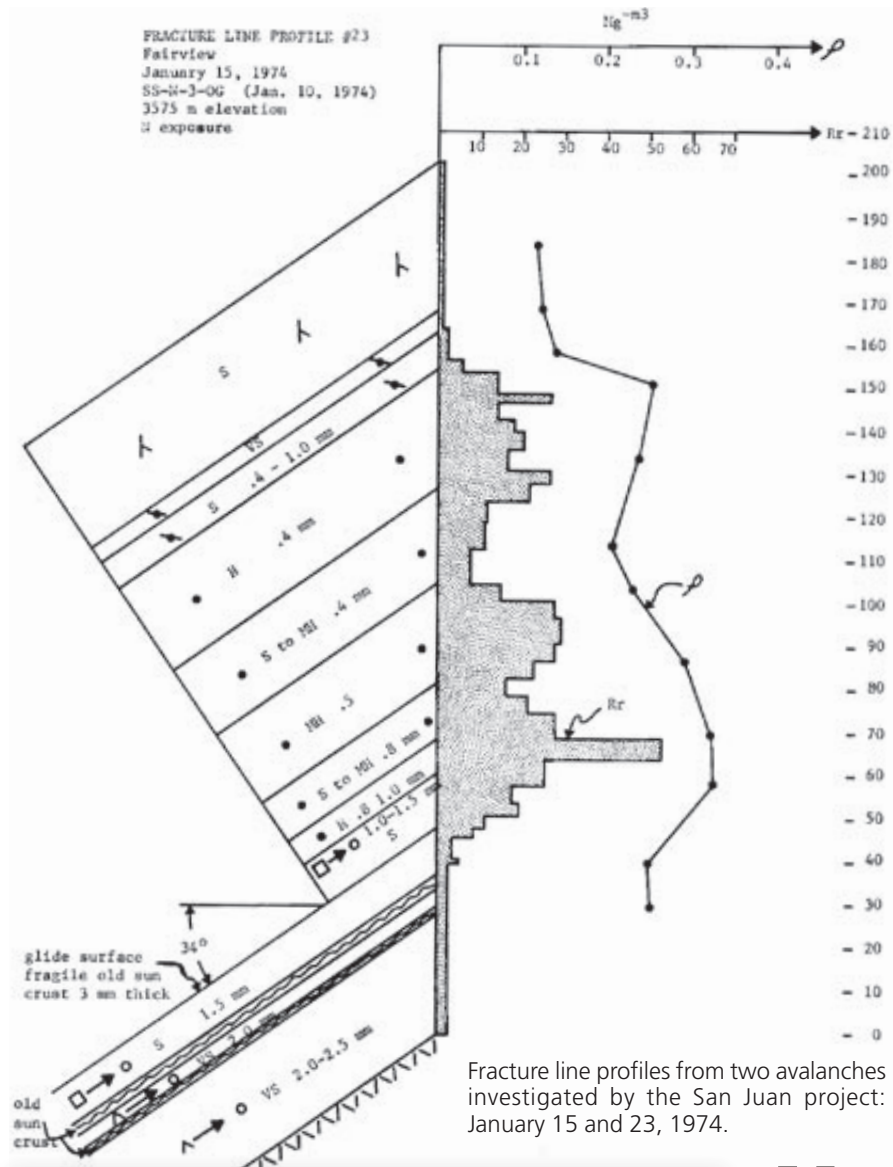 FRACTURE LINE PROFILE #23
Fairview
January 15, 1974
SS-N-3-OG (Jan. 10, 1974)
3575 m elevation
N exposure
Mg-m3
0.1 0.2 0.3 0.4 ρ
10 20 30 40 50 60 70 Rr - 210
- 200
- 190
- 180
- 170
- 160
- 150
- 140
- 130
- 120
- 110
- 100
- 90
- 80
- 70
- 60
- 50
- 40
- 30
- 20
- 10
- 0
S
VS
S .4 - 1.0 mm
H .4 mm
S to MH .4 mm
MH .5
S to MH .8 mm
H .8 1.0 mm
1.0-1.5 mm
S
ρ
Rr
34°
glide surface
fragile old sun
crust 3 mm thick
S 1.5 mm
VS 2.0 mm
VS 2.0-2.5 mm
old
sun
crust
Fracture line profiles from two avalanches
investigated by the San Juan project:
January 15 and 23, 1974.